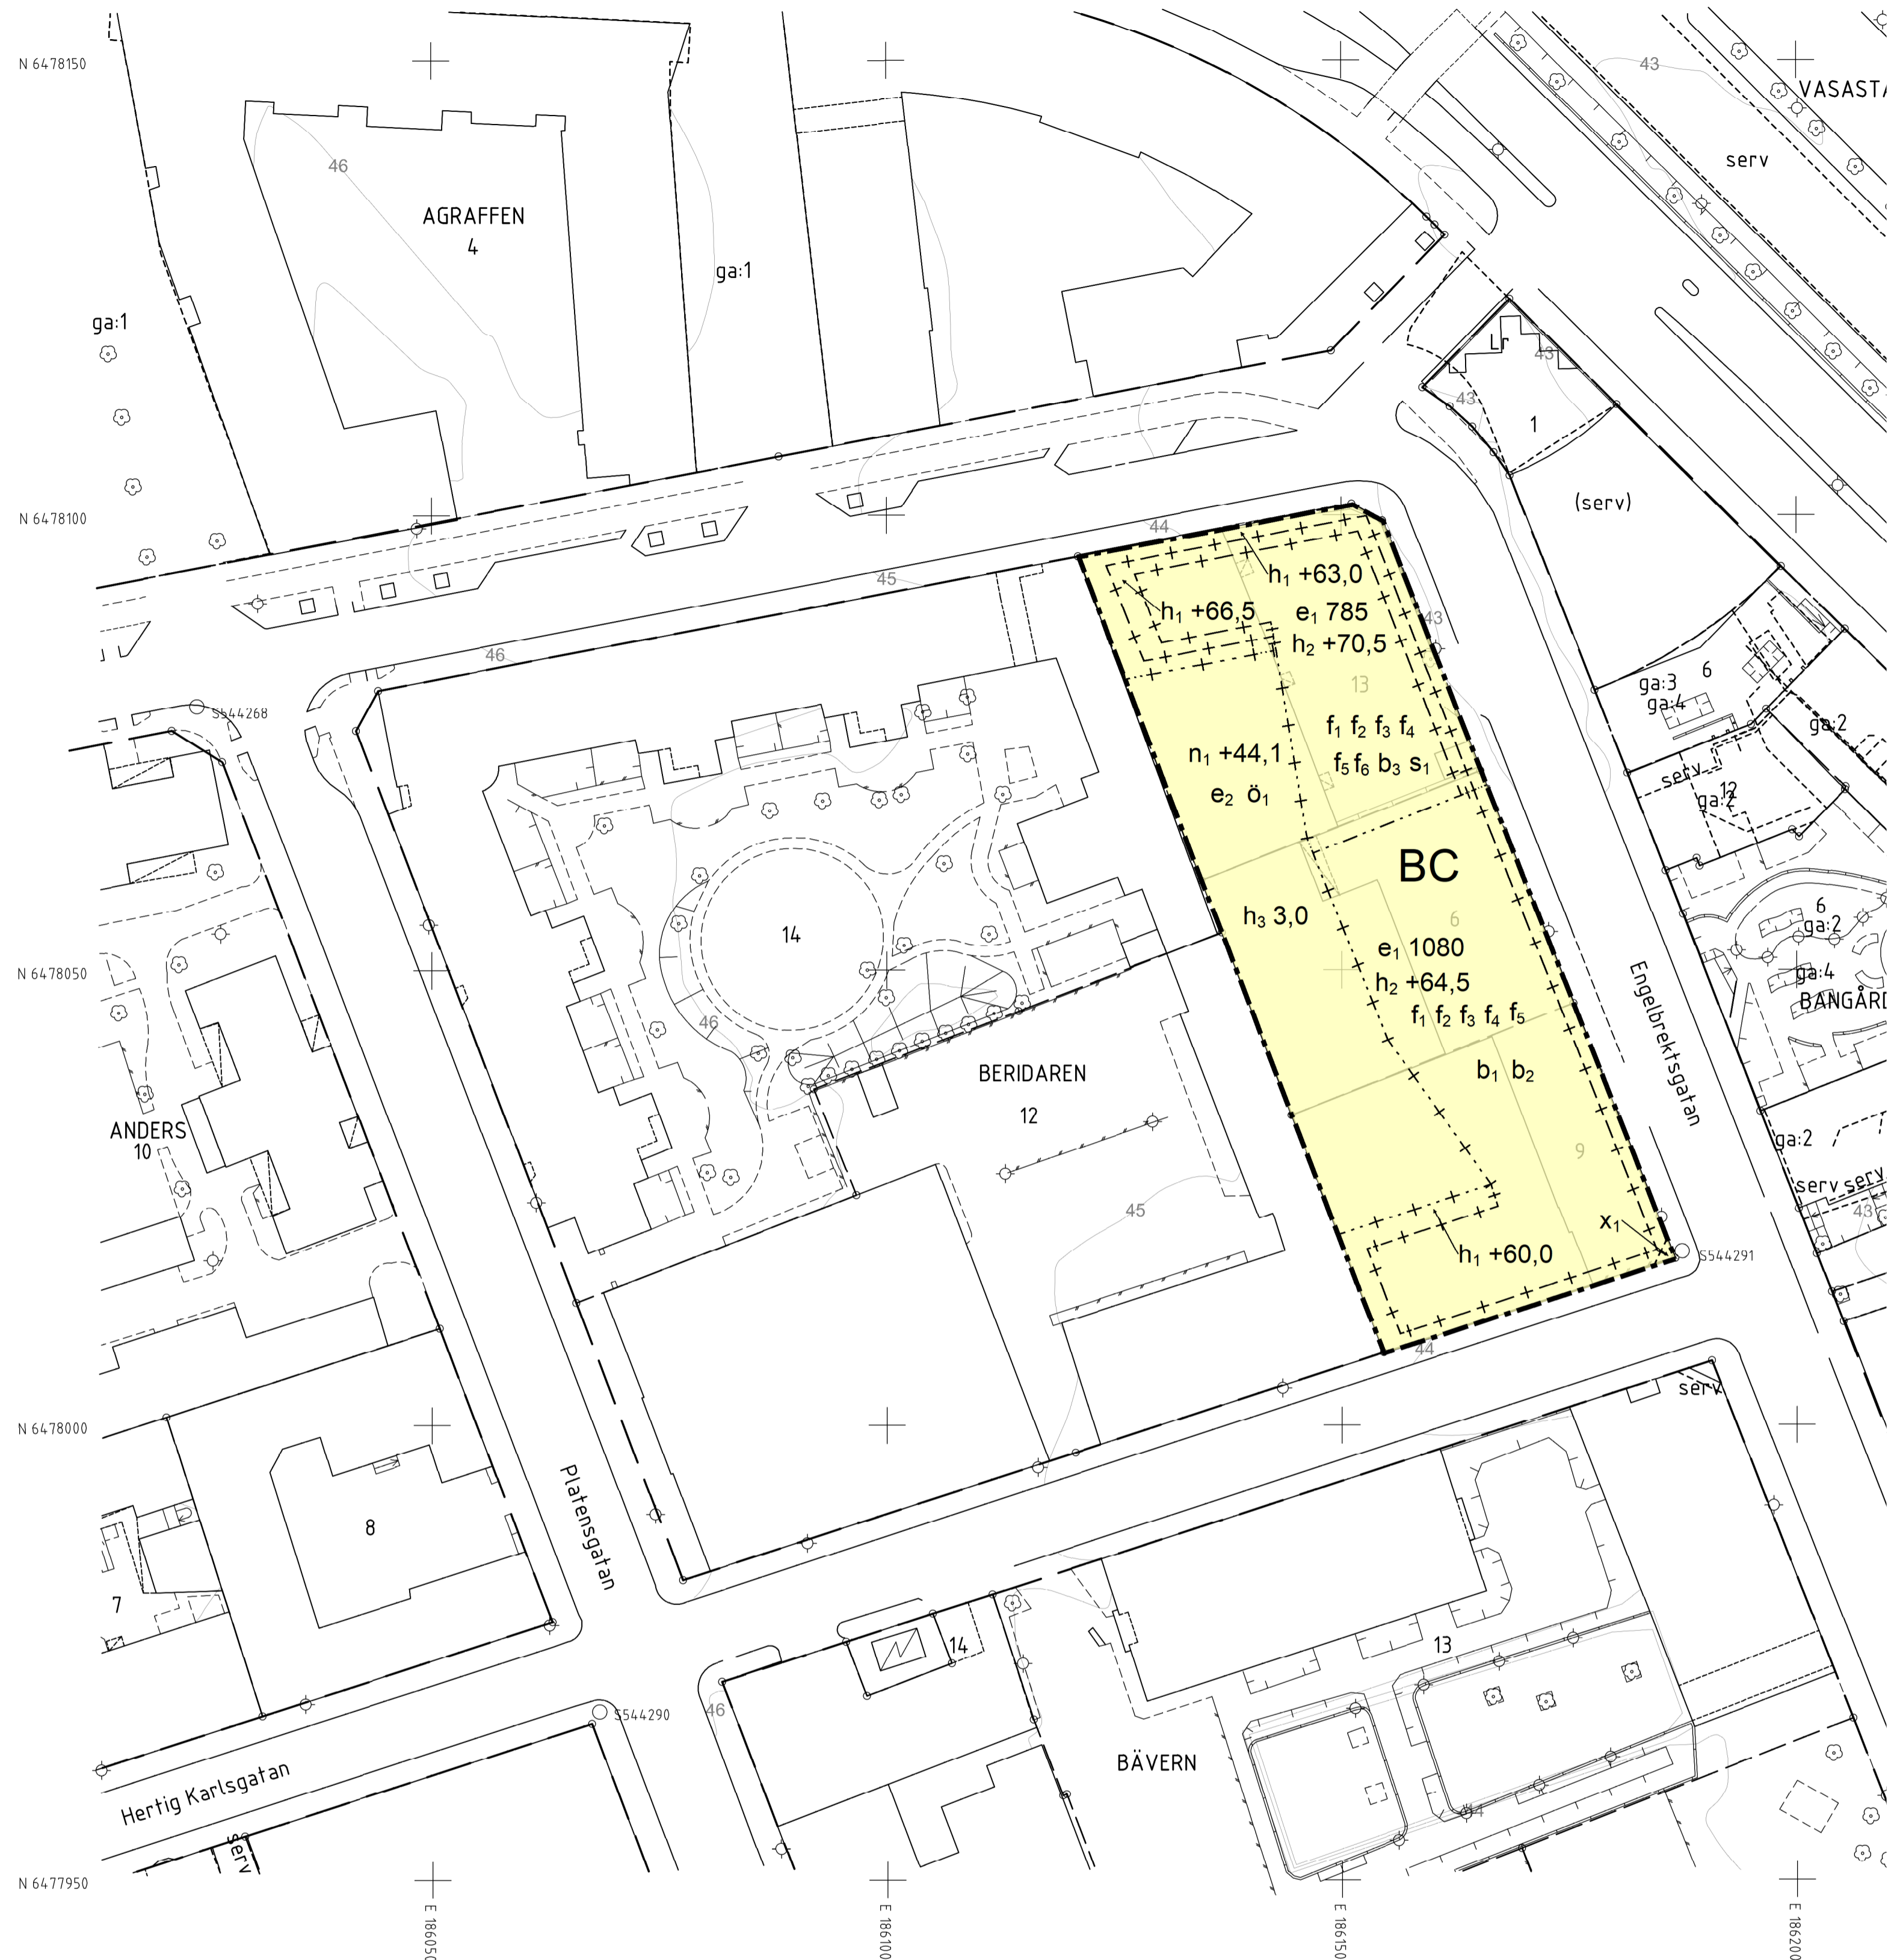 N 6478150
43
VASASTA
serv
46
AGRAFFEN
4
ga:1
ga:1
Lr
43
43
1
N 6478100
(serv)
44
45
46
h₁ +63,0
h₁ +66,5
e₁ 785
h₂ +70,5
43
13
6
ga:3
ga:4
ga:2
S544268
f₁ f₂ f₃ f₄
n₁ +44,1
f₅ f₆ b₃ s₁
e₂ ö₁
serv
12
ga:2
BC
14
h₃ 3,0
6
6
ga:2
e₁ 1080
N 6478050
h₂ +64,5
ga:4
BANGÅRD
f₁ f₂ f₃ f₄ f₅
46
Engelbrektsgatan
BERIDAREN
12
b₁ b₂
ANDERS
10
9
ga:2
serv serv
45
43
x₁
h₁ +60,0
S544291
44
serv
N 6478000
Platensgatan
8
7
14
13
46
S544290
BÄVERN
Hertig Karlsgatan
44
serv
N 6477950
E 186050
E 186100
E 186150
E 186200